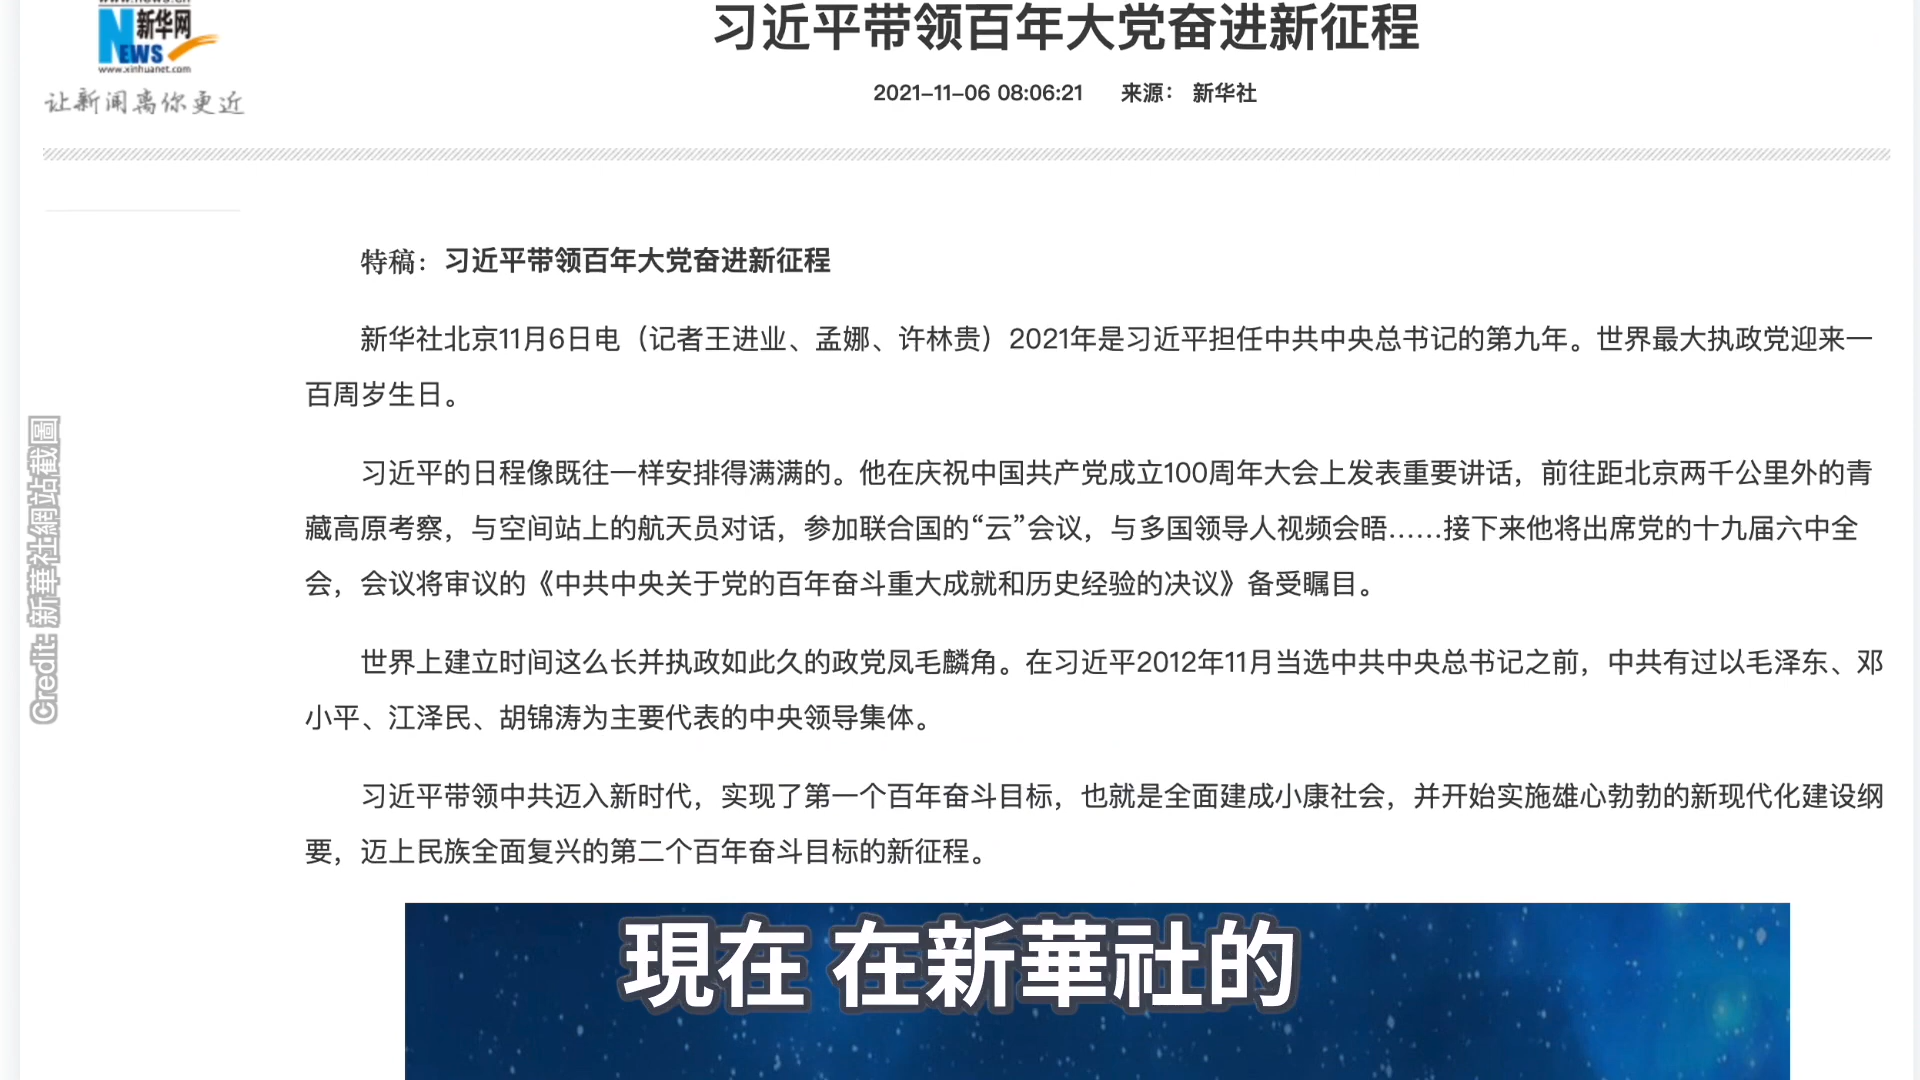 新华网
NEWS
www.xinhuanet.com
让新闻离你更近
习近平带领百年大党奋进新征程
2021-11-06 08:06:21 来源： 新华社
特稿：习近平带领百年大党奋进新征程
新华社北京11月6日电（记者王进业、孟娜、许林贵）2021年是习近平担任中共中央总书记的第九年。世界最大执政党迎来一
百周岁生日。
习近平的日程像既往一样安排得满满的。他在庆祝中国共产党成立100周年大会上发表重要讲话，前往距北京两千公里外的青
藏高原考察，与空间站上的航天员对话，参加联合国的“云”会议，与多国领导人视频会晤……接下来他将出席党的十九届六中全
会，会议将审议的《中共中央关于党的百年奋斗重大成就和历史经验的决议》备受瞩目。
世界上建立时间这么长并执政如此久的政党凤毛麟角。在习近平2012年11月当选中共中央总书记之前，中共有过以毛泽东、邓
小平、江泽民、胡锦涛为主要代表的中央领导集体。
习近平带领中共迈入新时代，实现了第一个百年奋斗目标，也就是全面建成小康社会，并开始实施雄心勃勃的新现代化建设纲
要，迈上民族全面复兴的第二个百年奋斗目标的新征程。
Credit: 新華社網站截圖
現在 在新華社的